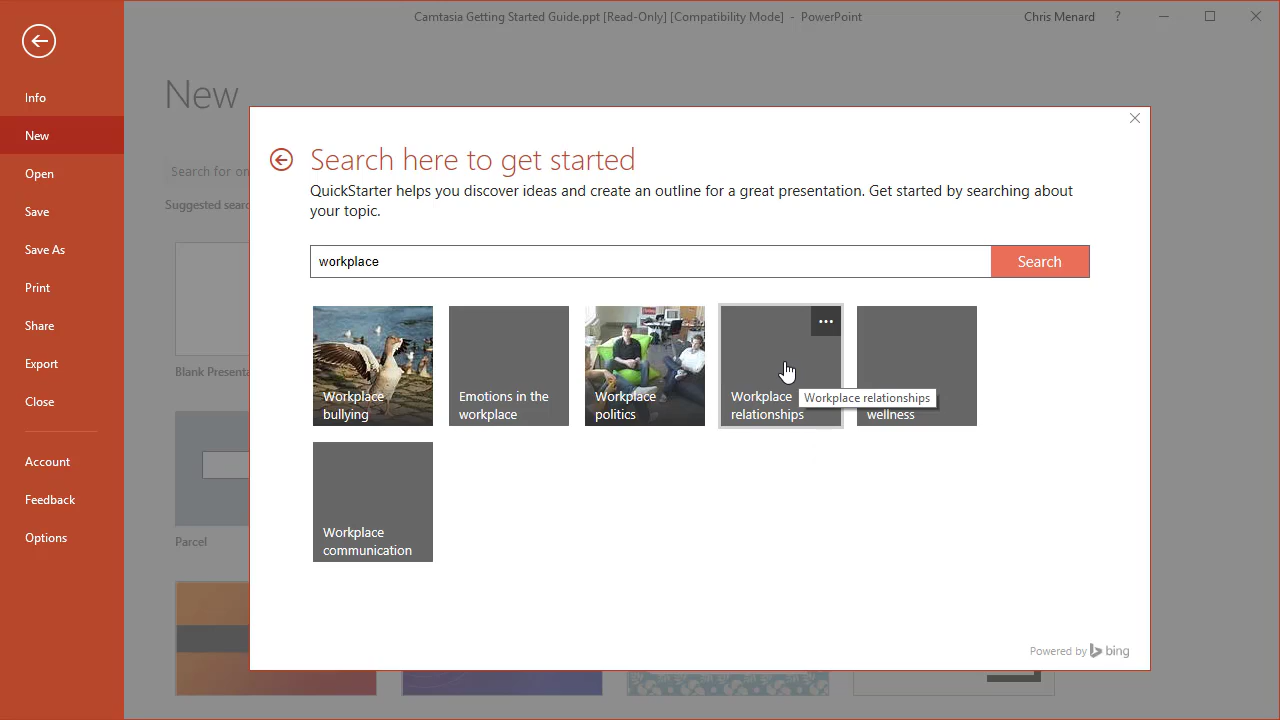 Camtasia Getting Started Guide.ppt [Read-Only] [Compatibility Mode] - PowerPoint
Chris Menard
?
Info
New
Open
Save
Save As
Print
Share
Export
Close
Account
Feedback
Options
New
Search for on
Suggested searc
Blank Presenta
Parcel
Search here to get started
QuickStarter helps you discover ideas and create an outline for a great presentation. Get started by searching about
your topic.
workplace
Search
Workplace
bullying
Emotions in the
workplace
Workplace
politics
Workplace
relationships
Workplace relationships
wellness
Workplace
communication
Powered by bing